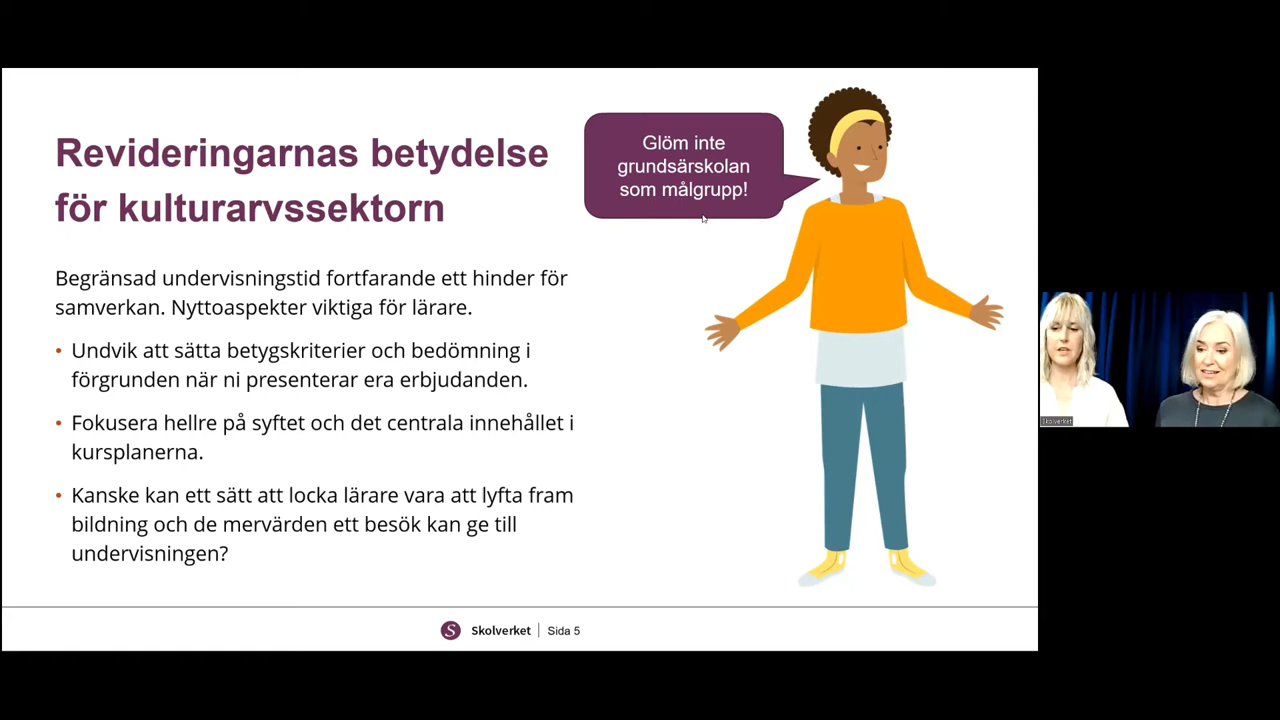 Revideringarnas betydelse
för kulturarvssektorn
Glöm inte
grundsärskolan
som målgrupp!
Begränsad undervisningstid fortfarande ett hinder för
samverkan. Nyttoaspekter viktiga för lärare.
• Undvik att sätta betygskriterier och bedömning i
förgrunden när ni presenterar era erbjudanden.
• Fokusera hellre på syftet och det centrala innehållet i
kursplanerna.
• Kanske kan ett sätt att locka lärare vara att lyfta fram
bildning och de mervärden ett besök kan ge till
undervisningen?
Skolverket
S Skolverket | Sida 5